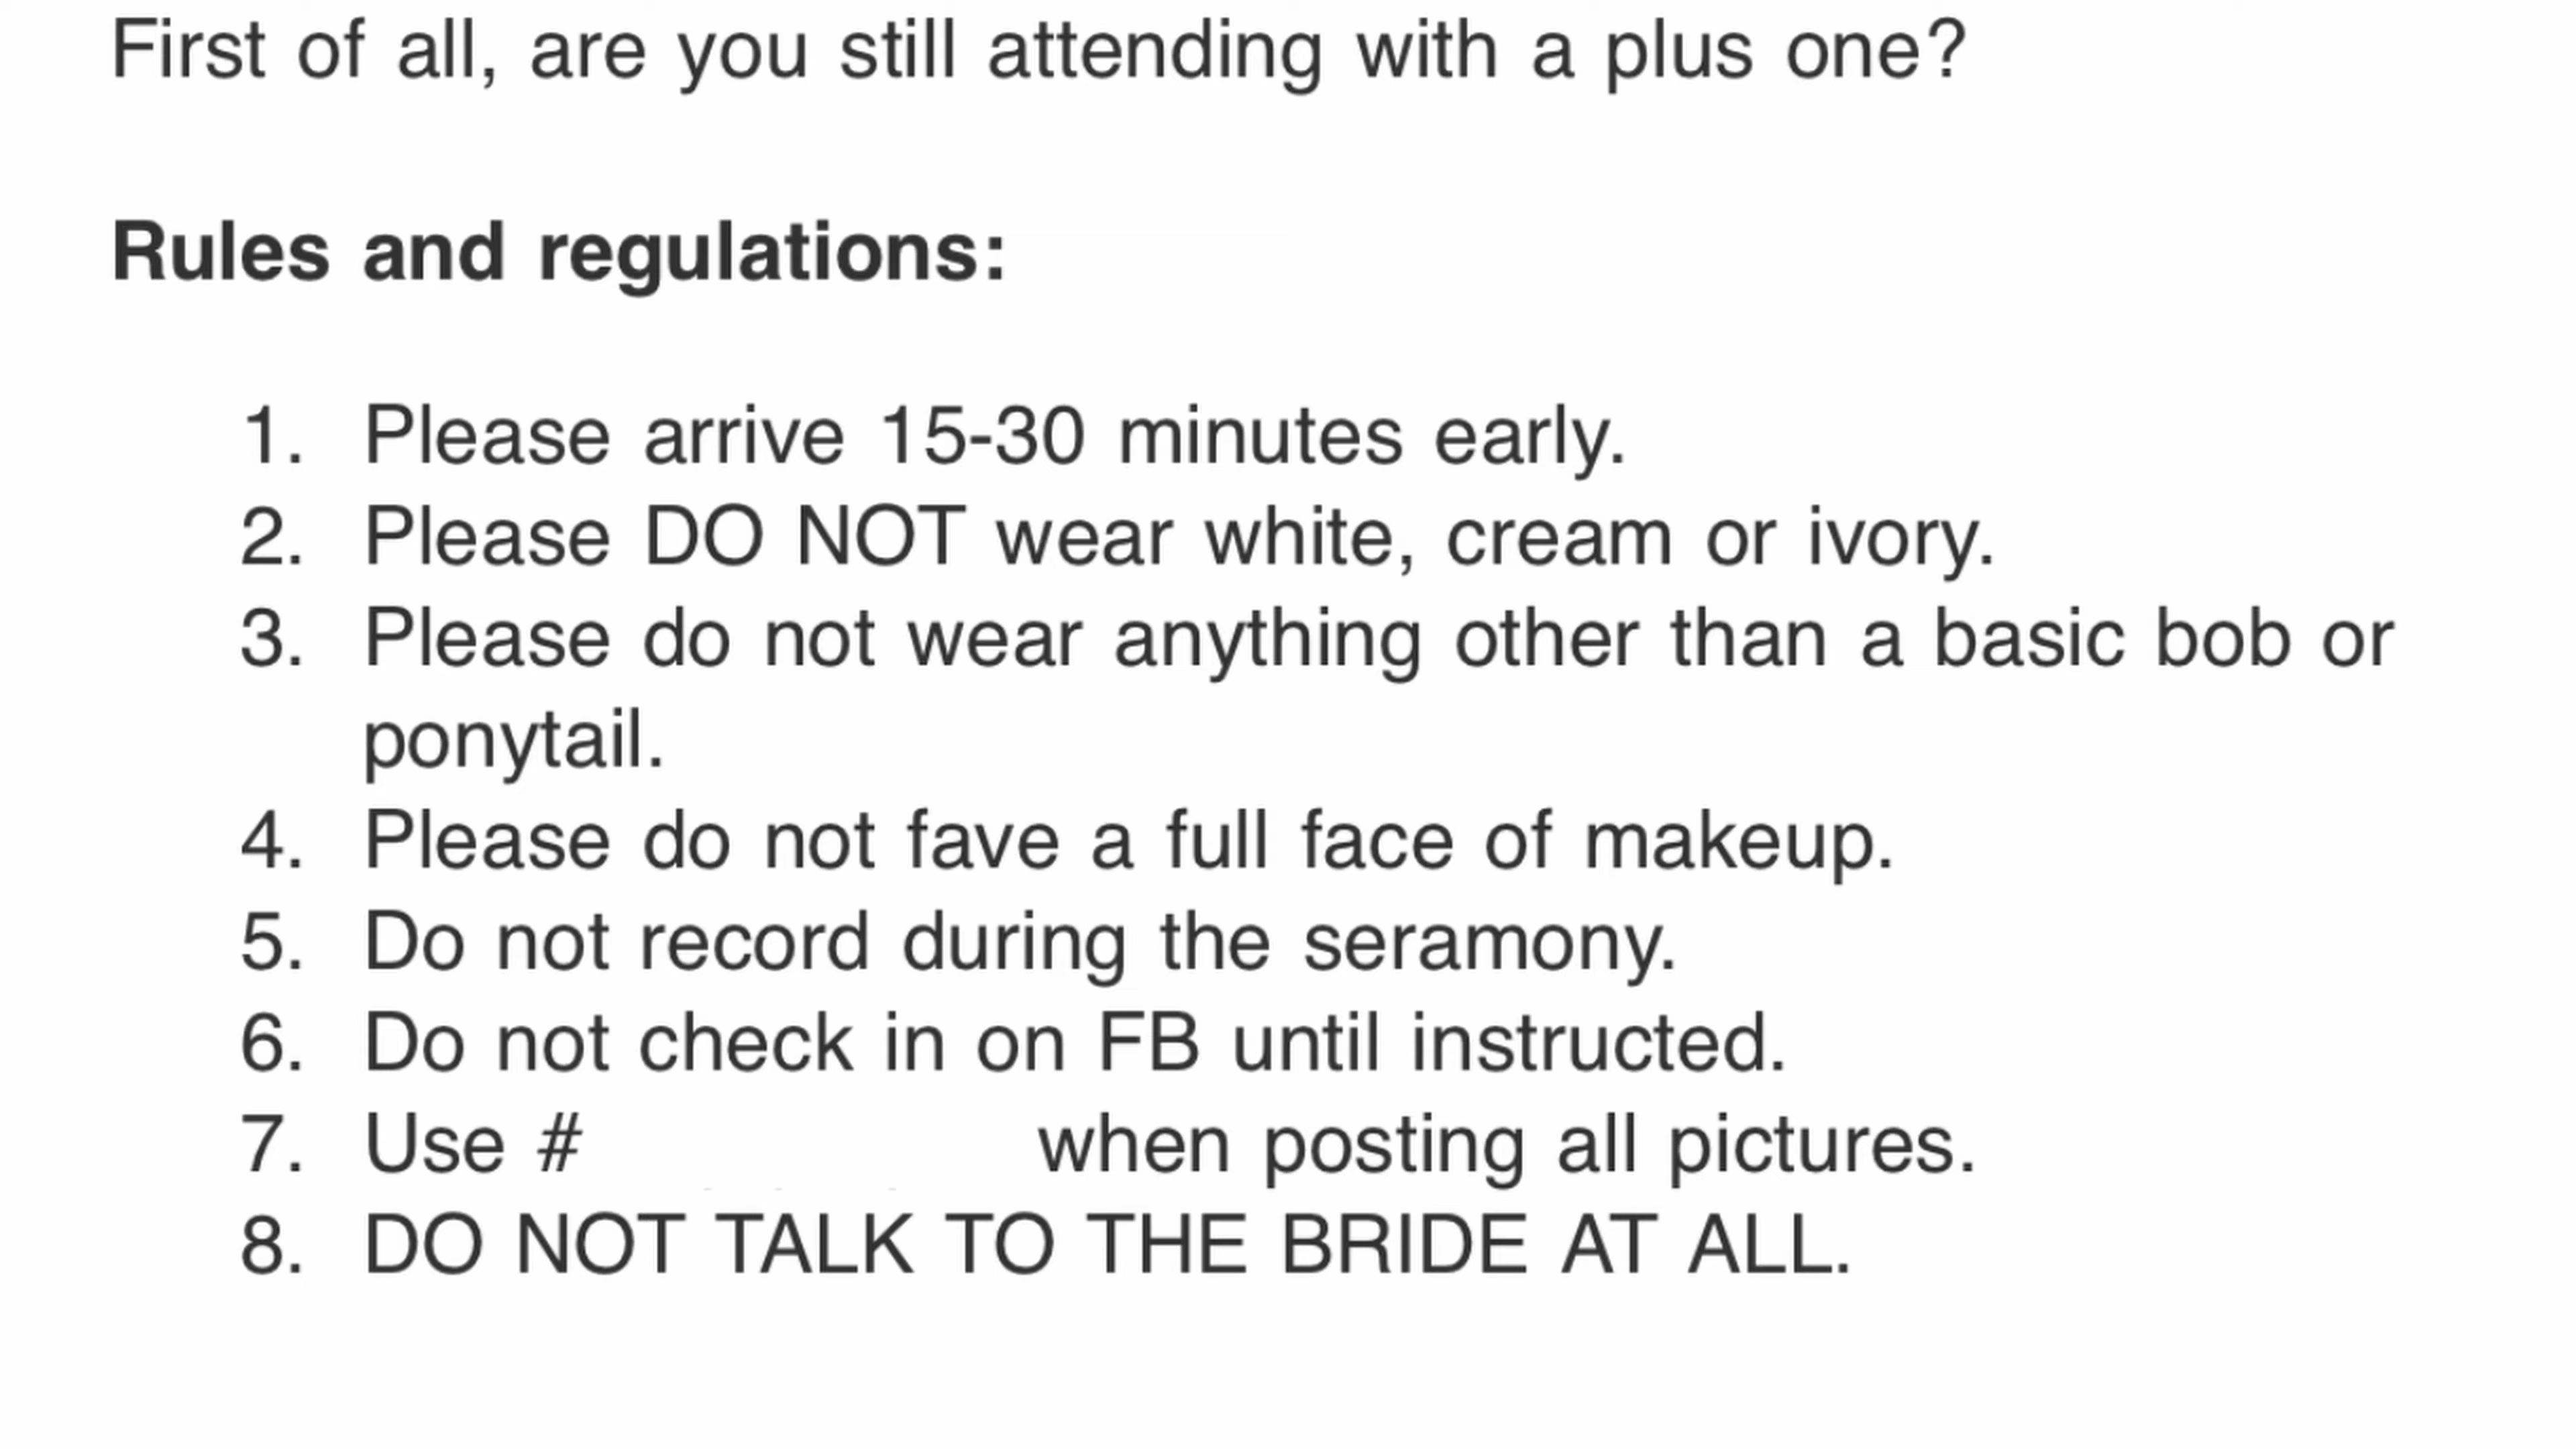 First of all, are you still attending with a plus one?
Rules and regulations:
1. Please arrive 15-30 minutes early.
2. Please DO NOT wear white, cream or ivory.
3. Please do not wear anything other than a basic bob or
ponytail.
4. Please do not fave a full face of makeup.
5. Do not record during the seramony.
6. Do not check in on FB until instructed.
7. Use # when posting all pictures.
8. DO NOT TALK TO THE BRIDE AT ALL.